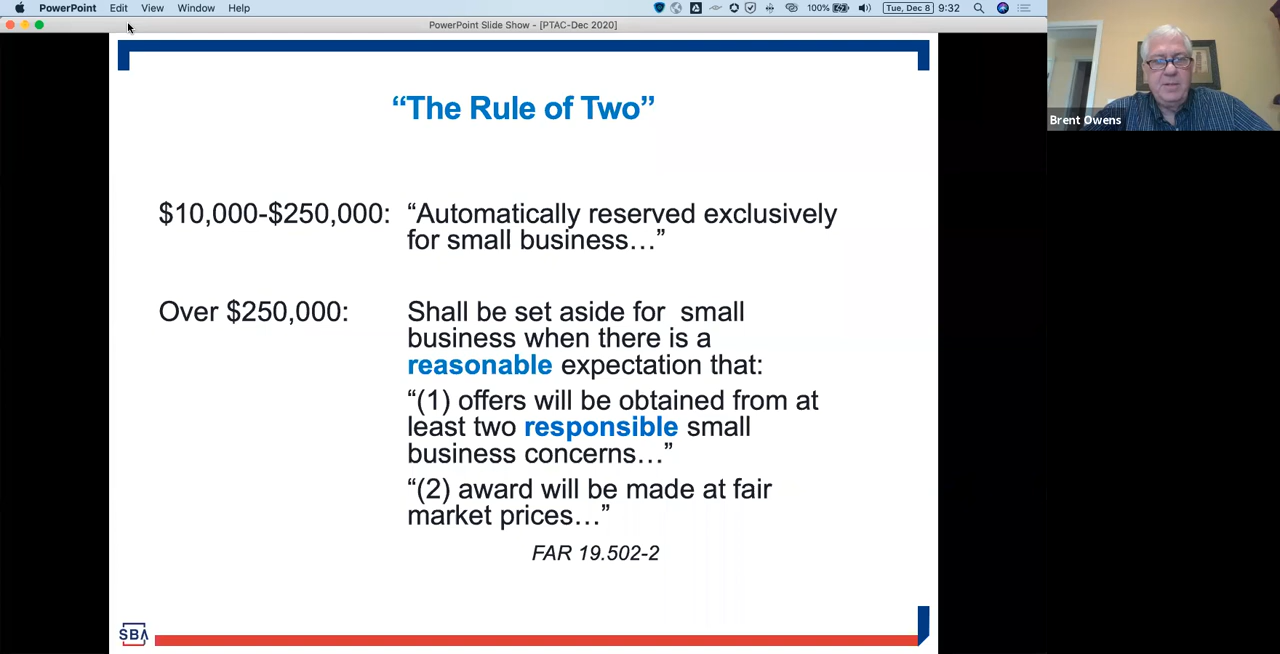 PowerPoint Edit View Window Help 100% Tue, Dec 8 9:32
PowerPoint Slide Show - [PTAC-Dec 2020]
Brent Owens
“The Rule of Two”
$10,000-$250,000: “Automatically reserved exclusively
for small business…”
Over $250,000: Shall be set aside for small
business when there is a
reasonable expectation that:
“(1) offers will be obtained from at
least two responsible small
business concerns…”
“(2) award will be made at fair
market prices…”
FAR 19.502-2
SBA